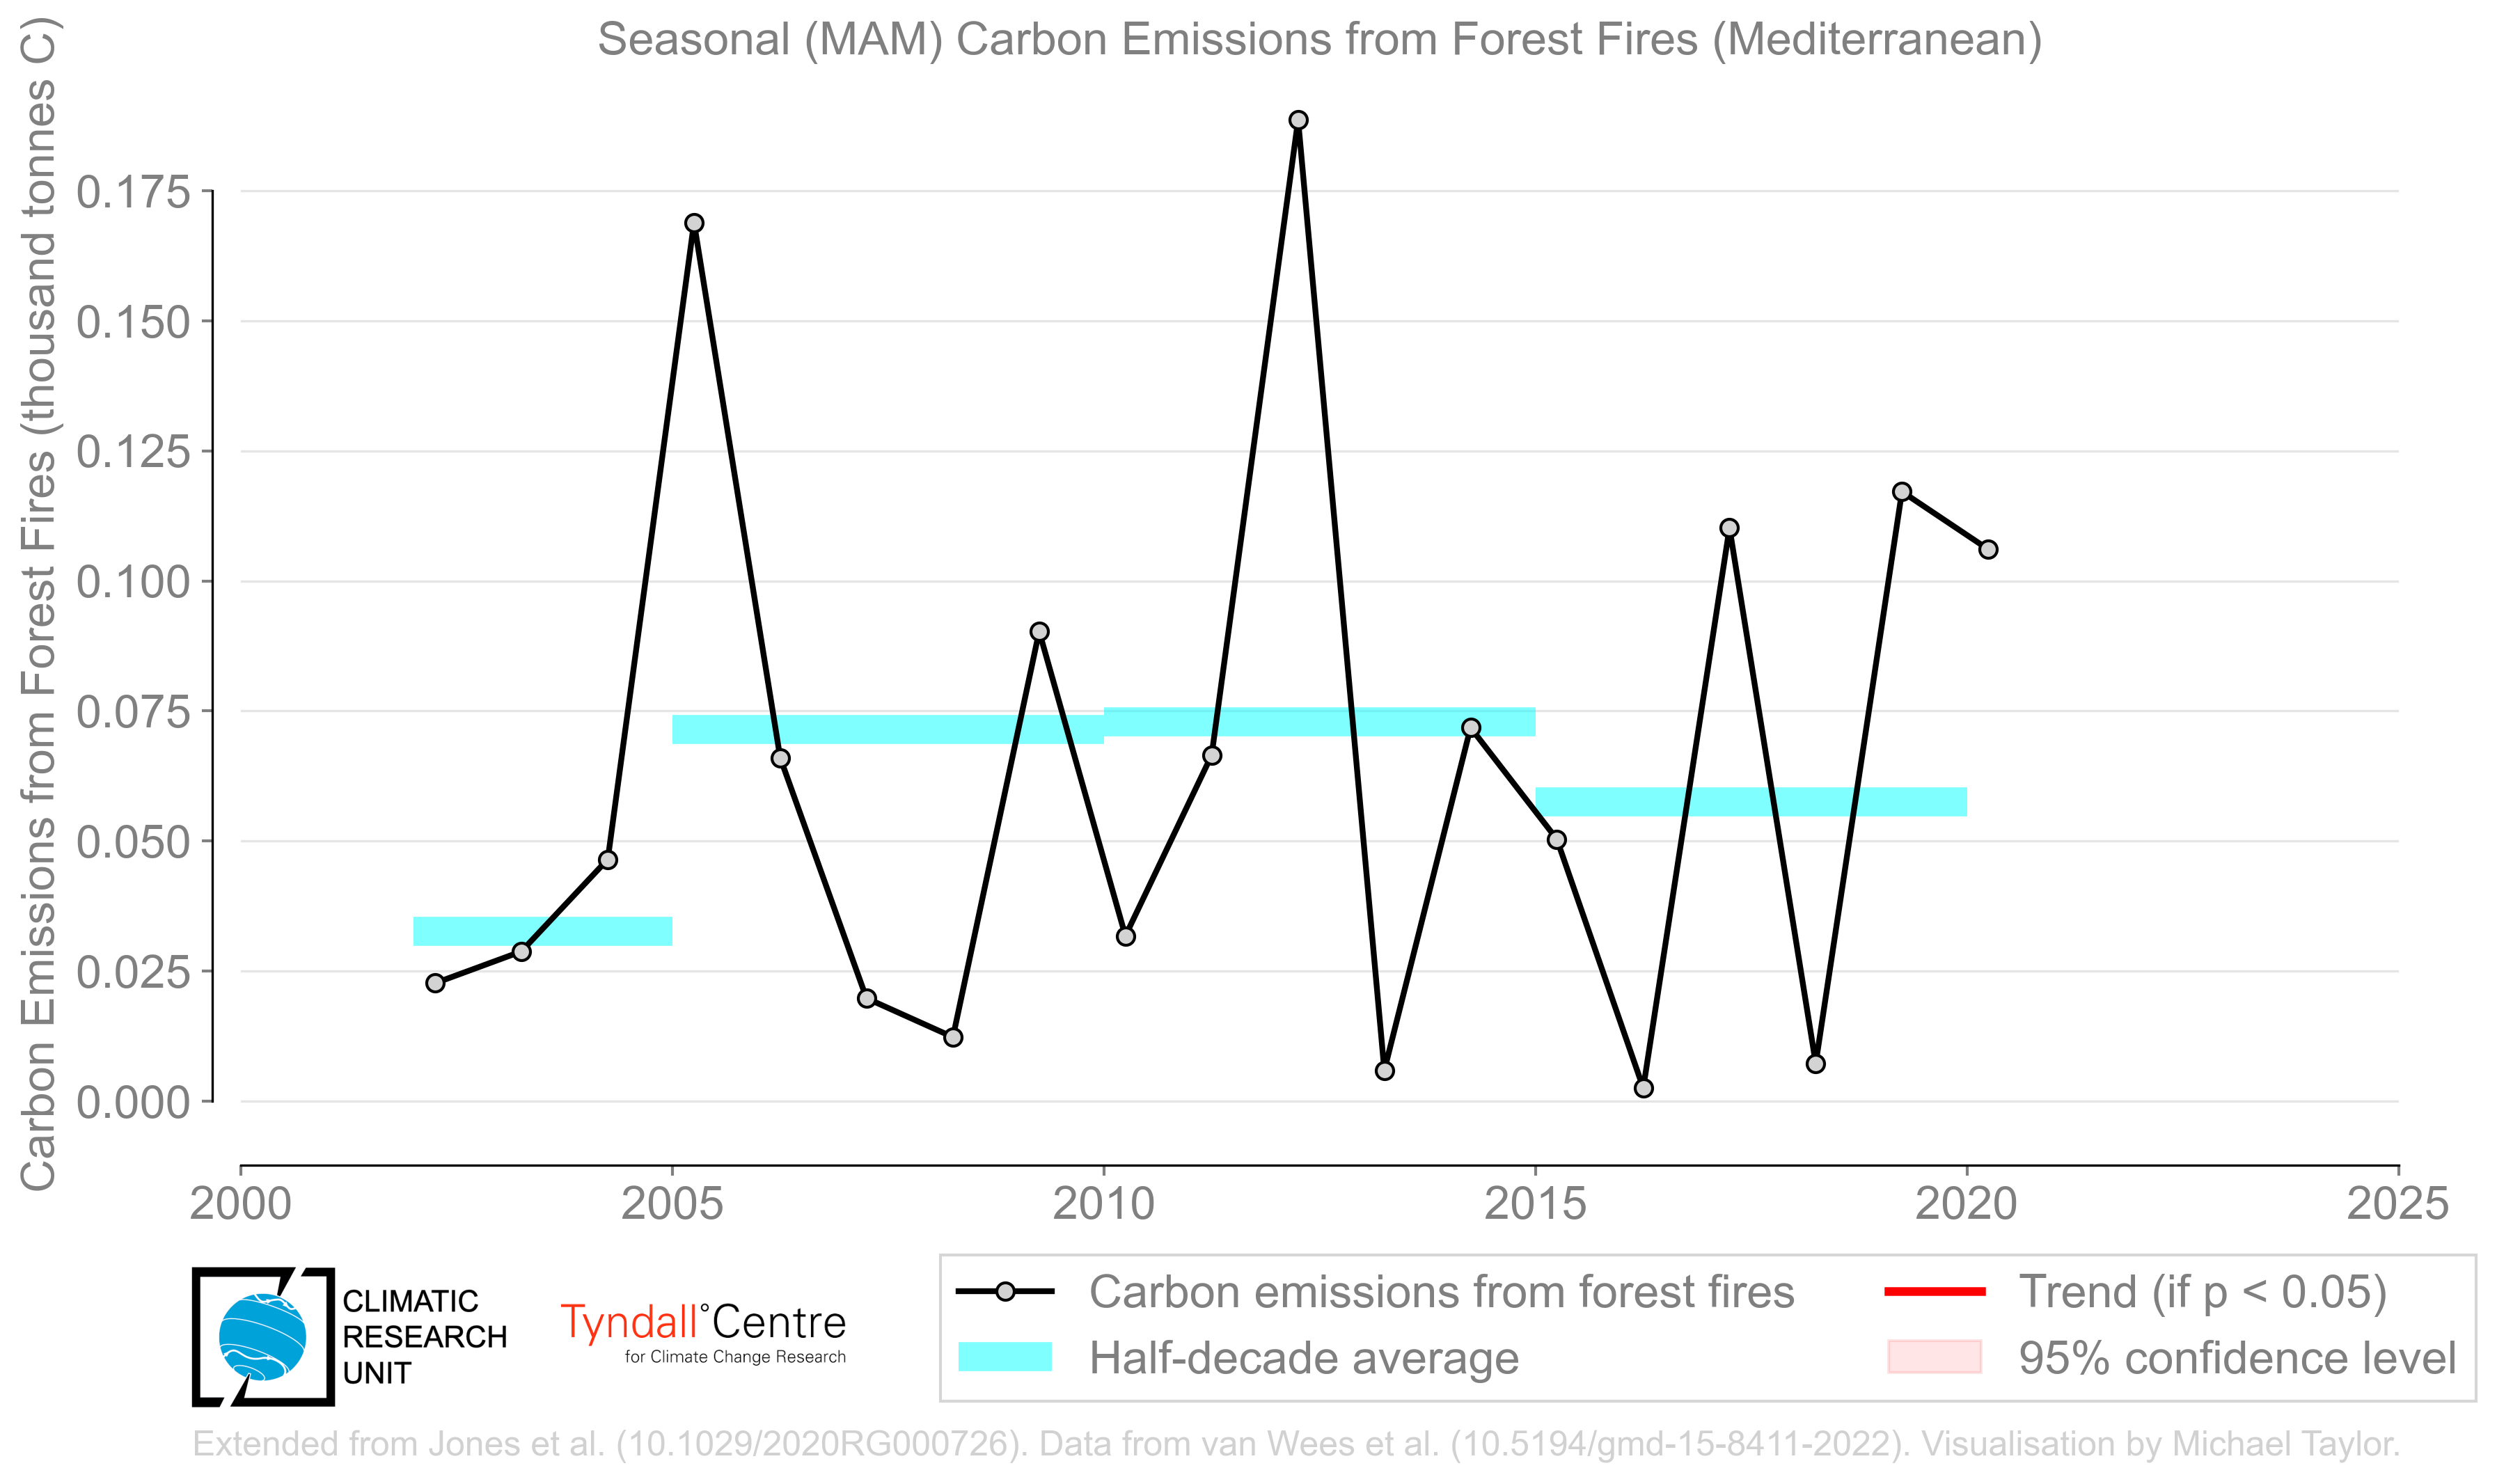 Seasonal (MAM) Carbon Emissions from Forest Fires (Mediterranean)
Carbon Emissions from Forest Fires (thousand tonnes C)
0.175
0.150
0.125
0.100
0.075
0.050
0.025
0.000
2000
2005
2010
2015
2020
2025
CLIMATIC
RESEARCH
UNIT
Tyndall°Centre
for Climate Change Research
Carbon emissions from forest fires
Half-decade average
Trend (if p < 0.05)
95% confidence level
Extended from Jones et al. (10.1029/2020RG000726). Data from van Wees et al. (10.5194/gmd-15-8411-2022). Visualisation by Michael Taylor.